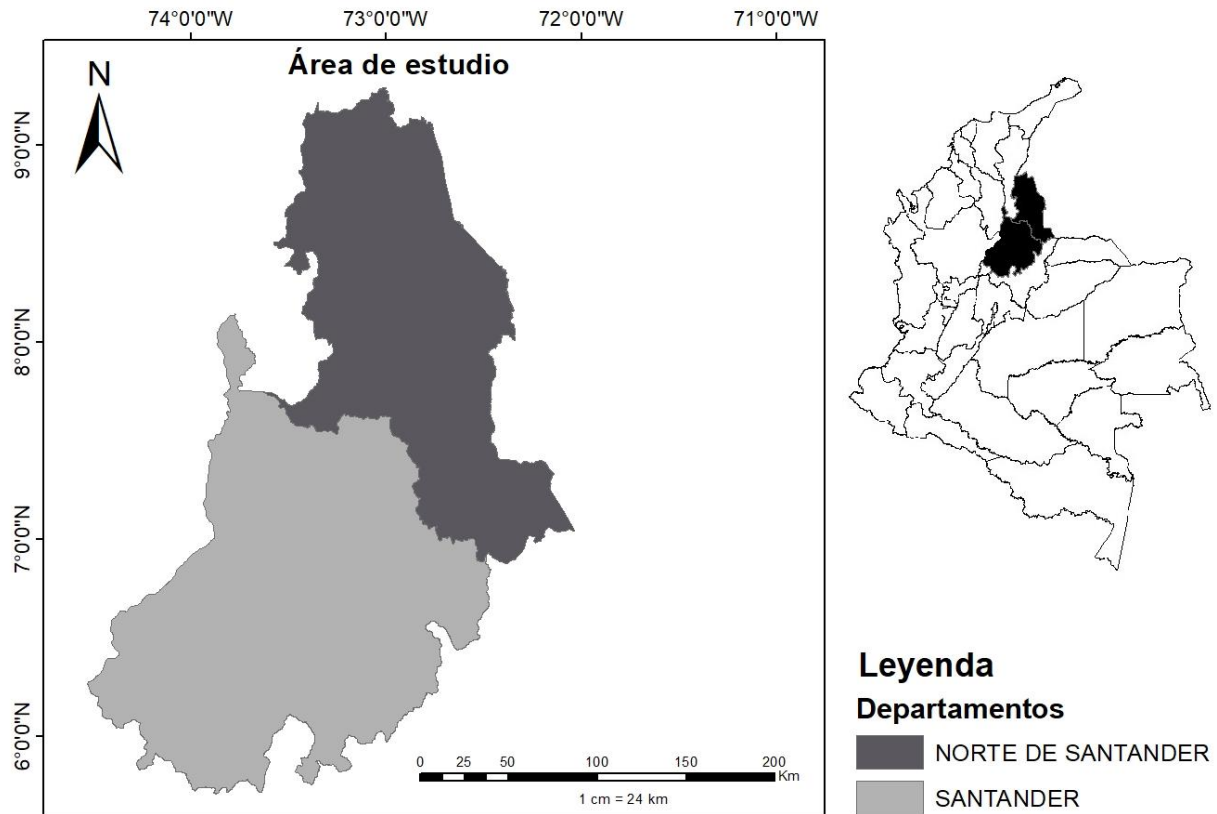 74°0'0"W 73°0'0"W 72°0'0"W 71°0'0"W
Área de estudio
N
9°0'0"N
8°0'0"N
7°0'0"N
6°0'0"N
0 25 50 100 150 200
Km
1 cm = 24 km
Leyenda
Departamentos
NORTE DE SANTANDER
SANTANDER